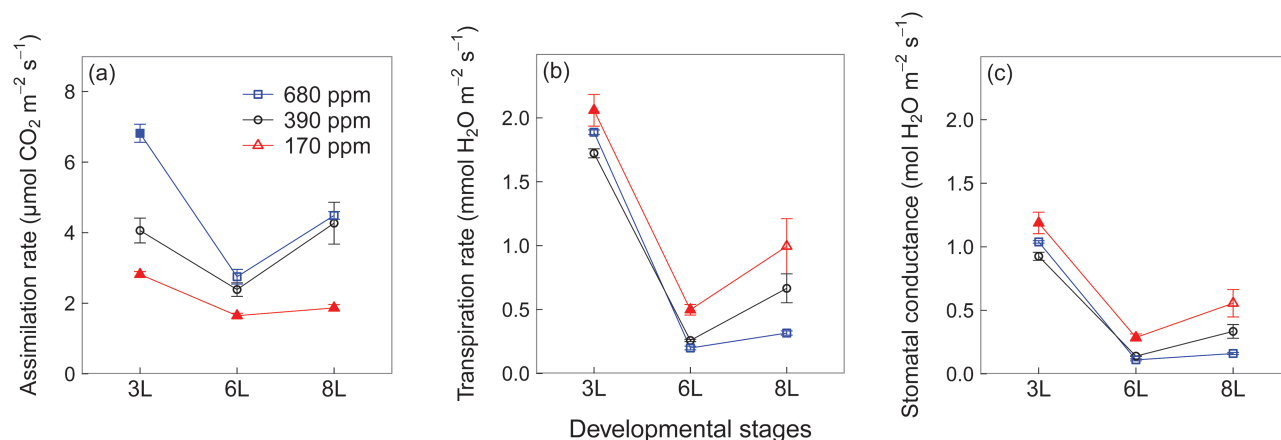 (a)
680 ppm
390 ppm
170 ppm
Assimilation rate (µmol CO₂ m⁻² s⁻¹)
8
6
4
2
0
3L 6L 8L
(b)
Transpiration rate (mmol H₂O m⁻² s⁻¹)
2.0
1.5
1.0
0.5
0.0
3L 6L 8L
Developmental stages
(c)
Stomatal conductance (mol H₂O m⁻² s⁻¹)
2.0
1.5
1.0
0.5
0.0
3L 6L 8L